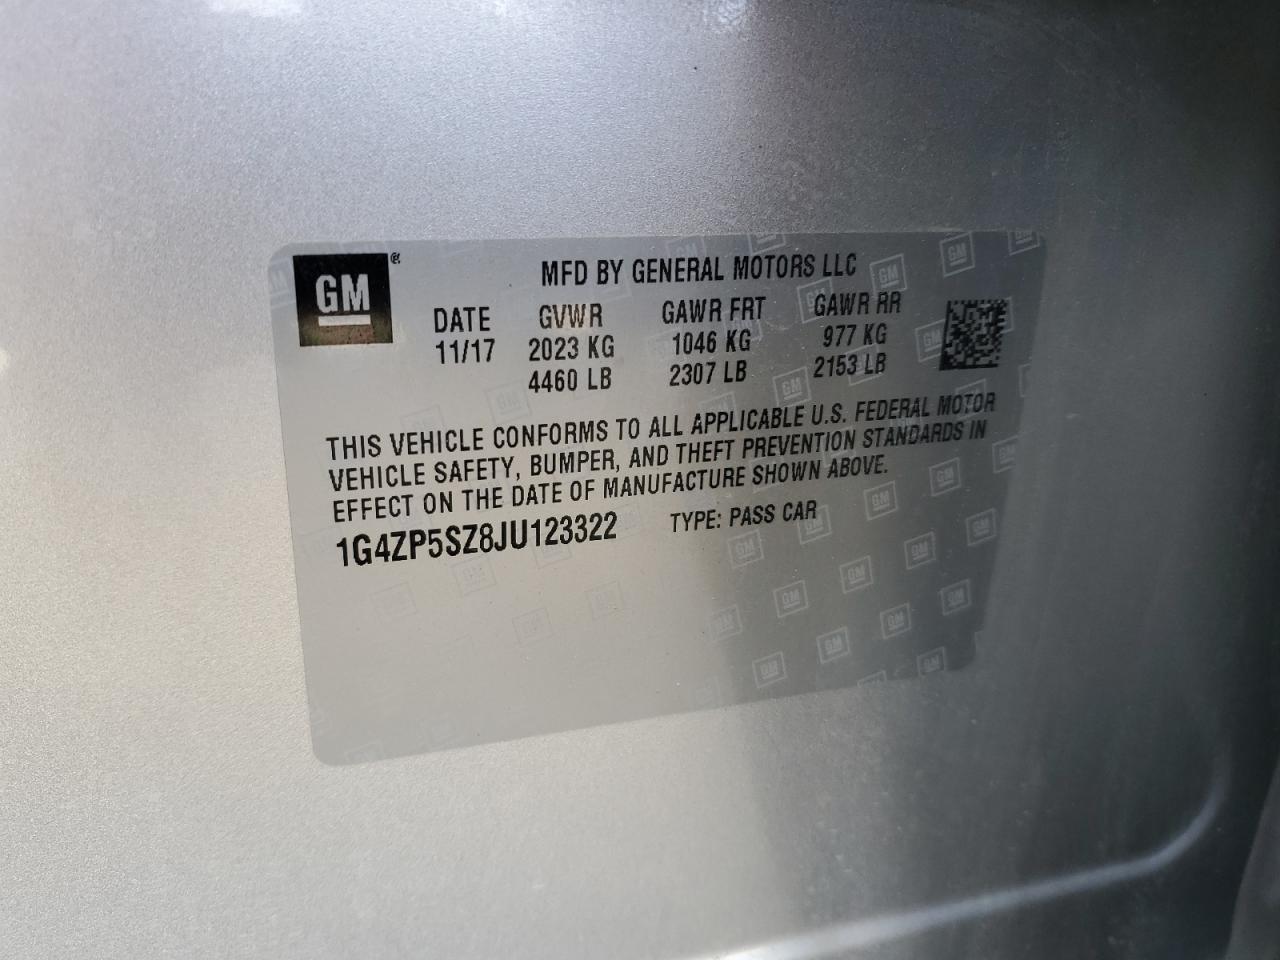 GM®
MFD BY GENERAL MOTORS LLC
DATE GVWR GAWR FRT GAWR RR
11/17 2023 KG 1046 KG 977 KG
4460 LB 2307 LB 2153 LB
THIS VEHICLE CONFORMS TO ALL APPLICABLE U.S. FEDERAL MOTOR
VEHICLE SAFETY, BUMPER, AND THEFT PREVENTION STANDARDS IN
EFFECT ON THE DATE OF MANUFACTURE SHOWN ABOVE.
1G4ZP5SZ8JU123322 TYPE: PASS CAR